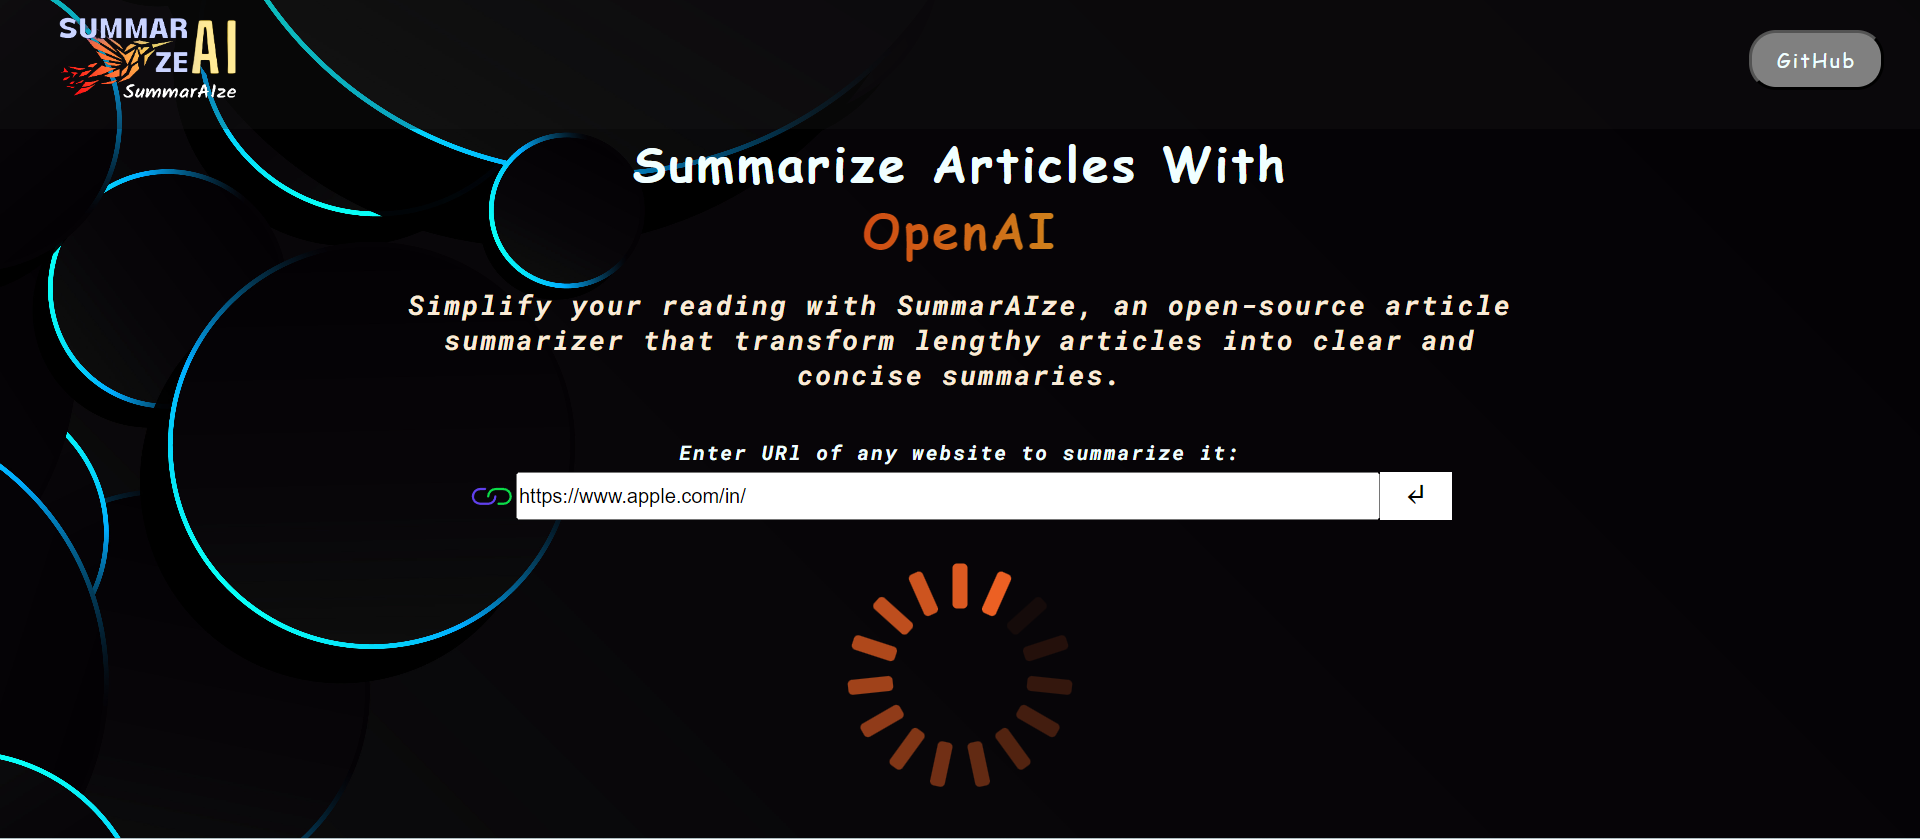 SUMMAR
ZE AI
SummarAIze
GitHub
Summarize Articles With
OpenAI
Simplify your reading with SummarAIze, an open-source article
summarizer that transform lengthy articles into clear and
concise summaries.
Enter URl of any website to summarize it:
https://www.apple.com/in/